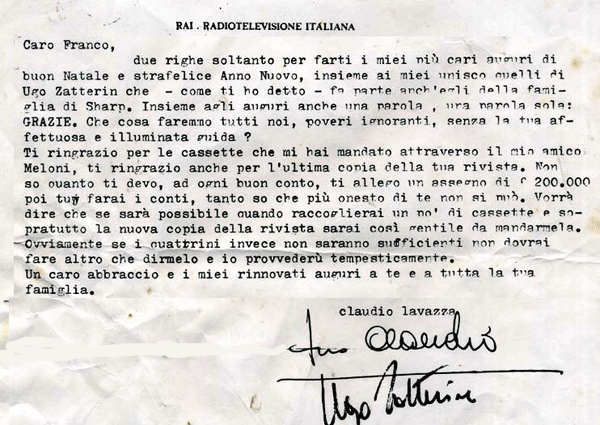 RAI. RADIOTELEVISIONE ITALIANA
Caro Franco,
due righe soltanto per farti i miei più cari auguri di
buon Natale e strafelice Anno Nuovo, insieme ai miei unisco quelli di
Ugo Zatterin che - come ti ho detto - fa parte anch'egli della fami-
glia di Sharp. Insieme agli auguri anche una parola , una parola sola:
GRAZIE. Che cosa faremmo tutti noi, poveri ignoranti, senza la tua af-
fettuosa e illuminata guida ?
Ti ringrazio per le cassette che mi hai mandato attraverso il mio amico
Meloni, ti ringrazio anche per l'ultima copia della tua rivista. Non
so quanto ti devo, ad ogni buon conto, ti allego un assegno di £ 200.000
poi tu farai i conti, tanto so che più onesto di te non si può. Vorrà
dire che se sarà possibile quando raccoglierai un po' di cassette e so-
pratutto la nuova copia della rivista sarai così gentile da mandarmela.
Ovviamente se i quattrini invece non saranno sufficienti non dovrai
fare altro che dirmelo e io provvederù tempesticamente.
Un caro abbraccio e i miei rinnovati auguri a te e a tutta la tua
famiglia.
claudio lavazza
tuo Claudio
Ugo Zatterin